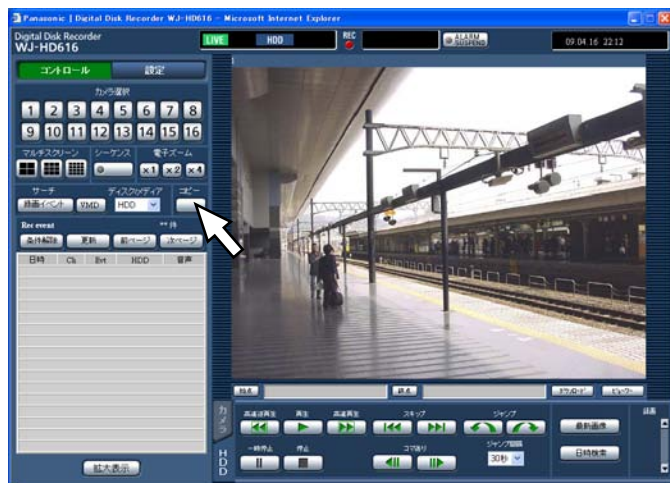 Panasonic | Digital Disk Recorder WJ-HD616 - Microsoft Internet Explorer
Digital Disk Recorder
WJ-HD616
LIVE HDD REC ALARM SUSPEND 09.04.16 22:12
コントロール 設定
カメラ選択
1 2 3 4 5 6 7 8
9 10 11 12 13 14 15 16
マルチスクリーン シーケンス 電子ズーム
x1 x2 x4
サーチ ディスク/メディア コピー
録画イベント VMD HDD
Rec event ** 件
条件解除 更新 前ページ 次ページ
日時 Ch Evt HDD 音声
始点 終点 ダウンロード ビューワー
カメラ
HDD
高速逆再生 再生 高速再生 スキップ ジャンプ 録画
最新画像
一時停止 停止 コマ送り ジャンプ間隔
30秒
日時検索
拡大表示